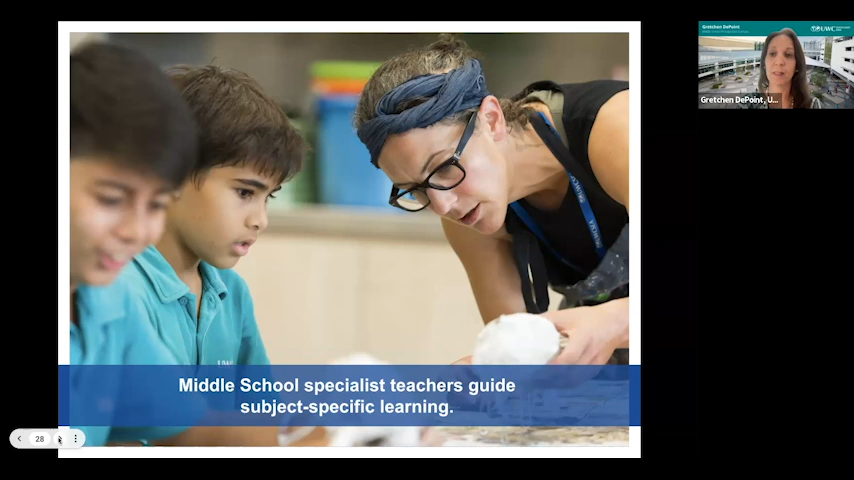 Gretchen DePoint
UWC
Gretchen DePoint, U...
Middle School specialist teachers guide
subject-specific learning.
28